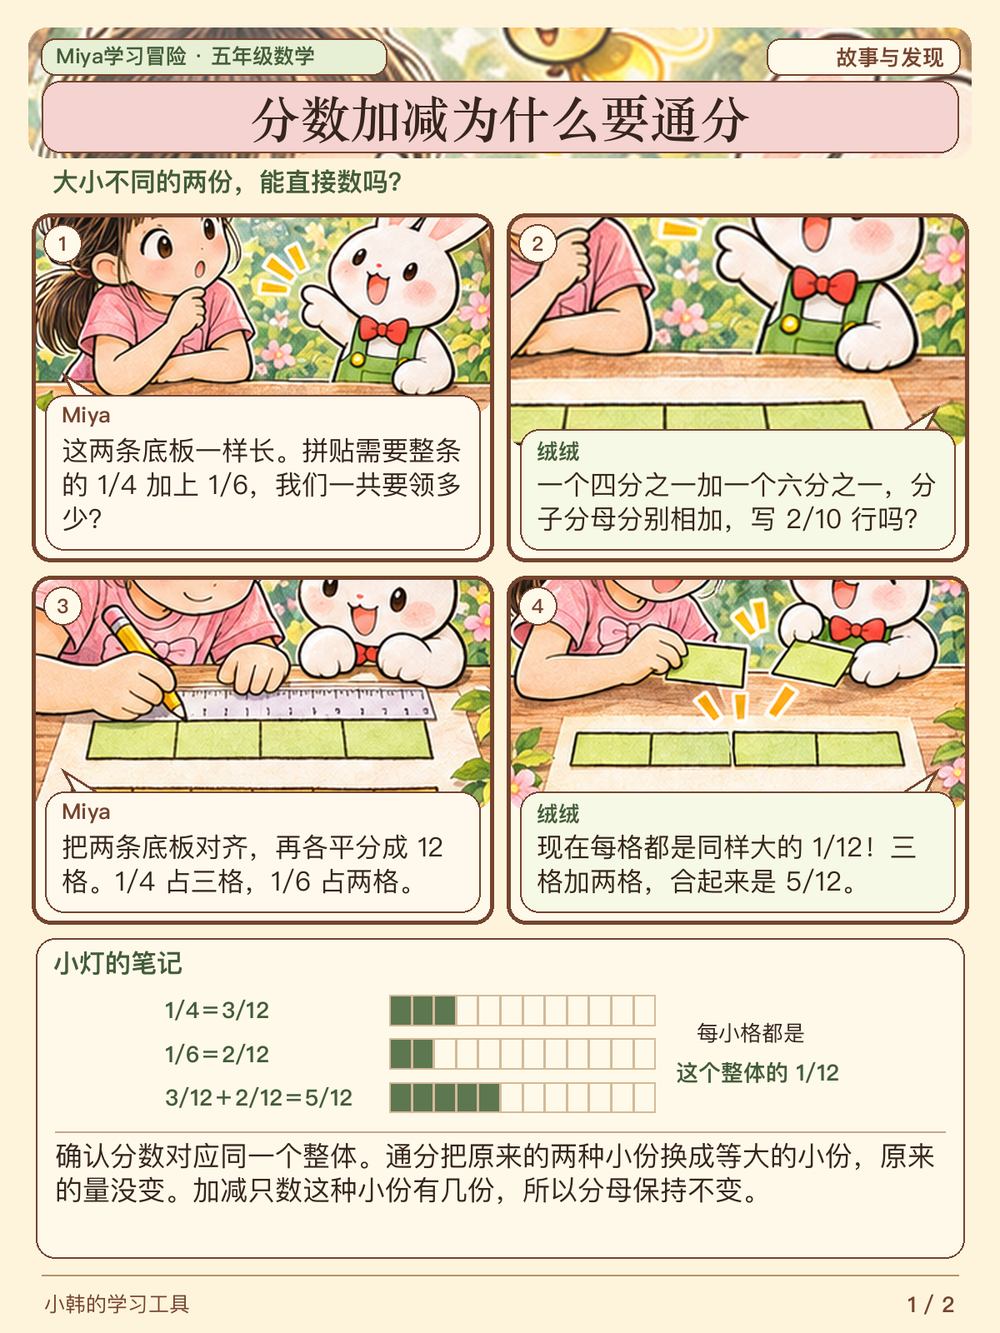 Miya学习冒险 · 五年级数学
故事与发现
分数加减为什么要通分
大小不同的两份，能直接数吗？
1
Miya
这两条底板一样长。拼贴需要整条
的 1/4 加上 1/6，我们一共要领多
少？
2
绒绒
一个四分之一加一个六分之一，分
子分母分别相加，写 2/10 行吗？
3
Miya
把两条底板对齐，再各平分成 12
格。1/4 占三格，1/6 占两格。
4
绒绒
现在每格都是同样大的 1/12！三
格加两格，合起来是 5/12。
小灯的笔记
1/4＝3/12
1/6＝2/12
3/12＋2/12＝5/12
每小格都是
这个整体的 1/12
确认分数对应同一个整体。通分把原来的两种小份换成等大的小份，原来
的量没变。加减只数这种小份有几份，所以分母保持不变。
小韩的学习工具
1 / 2